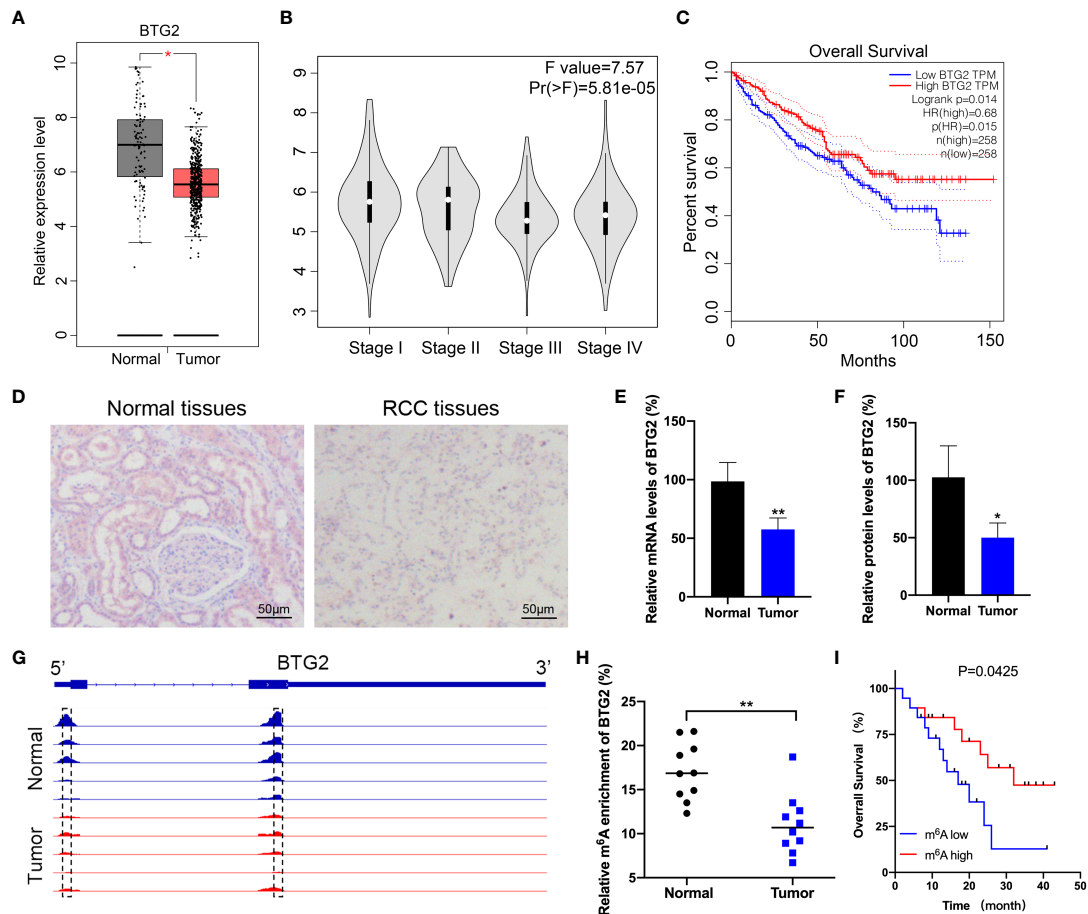 A
BTG2
*
Relative expression level
10
8
6
4
2
0
Normal
Tumor
B
F value=7.57
Pr(>F)=5.81e-05
9
8
7
6
5
4
3
Stage I
Stage II
Stage III
Stage IV
C
Overall Survival
Low BTG2 TPM
High BTG2 TPM
Logrank p=0.014
HR(high)=0.68
p(HR)=0.015
n(high)=258
n(low)=258
Percent survival
1.0
0.8
0.6
0.4
0.2
0.0
0
50
100
150
Months
D
Normal tissues
RCC tissues
50μm
50μm
E
Relative mRNA levels of BTG2 (%)
150
100
50
0
**
Normal
Tumor
F
Relative protein levels of BTG2 (%)
150
100
50
0
*
Normal
Tumor
G
BTG2
5’
3’
Normal
Tumor
H
Relative m⁶A enrichment of BTG2 (%)
25
20
15
10
5
**
Normal
Tumor
I
P=0.0425
Overrall Survival (%)
100
75
50
25
0
m⁶A low
m⁶A high
0
10
20
30
40
50
Time (month)